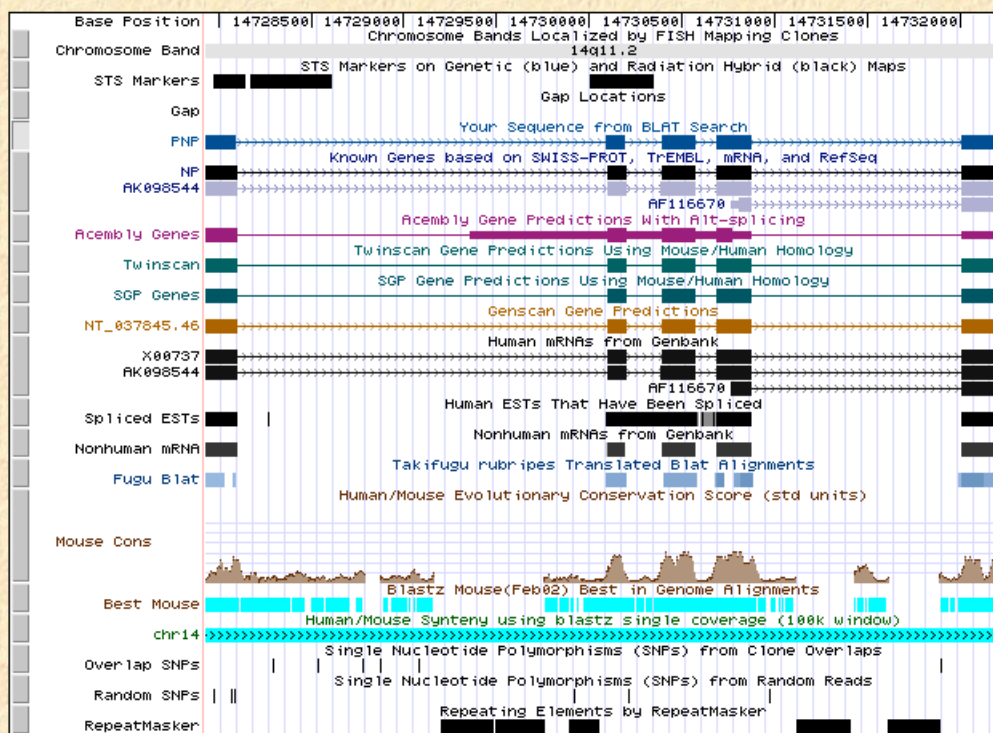 Base Position 14728500 14729000 14729500 14730000 14730500 14731000 14731500 14732000
Chromosome Bands Localized by FISH Mapping Clones
Chromosome Band 14q11.2
STS Markers on Genetic (blue) and Radiation Hybrid (black) Maps
STS Markers
Gap Locations
Gap
Your Sequence from BLAT Search
PNP
Known Genes based on SWISS-PROT, TrEMBL, mRNA, and RefSeq
NP
AK098544
AF116670
Acembly Gene Predictions With Alt-splicing
Acembly Genes
Twinscan Gene Predictions Using Mouse/Human Homology
Twinscan
SGP Gene Predictions Using Mouse/Human Homology
SGP Genes
Genscan Gene Predictions
NT_037845.46
Human mRNAs from Genbank
X00737
AK098544
AF116670
Human ESTs That Have Been Spliced
Spliced ESTs
Nonhuman mRNAs from Genbank
Nonhuman mRNA
Takifugu rubripes Translated Blat Alignments
Fugu Blat
Human/Mouse Evolutionary Conservation Score (std units)
Mouse Cons
Blastz Mouse(Feb02) Best in Genome Alignments
Best Mouse
Human/Mouse Synteny using blastz single coverage (100k window)
chr14
Single Nucleotide Polymorphisms (SNPs) from Clone Overlaps
Overlap SNPs
Single Nucleotide Polymorphisms (SNPs) from Random Reads
Random SNPs
Repeating Elements by RepeatMasker
RepeatMasker